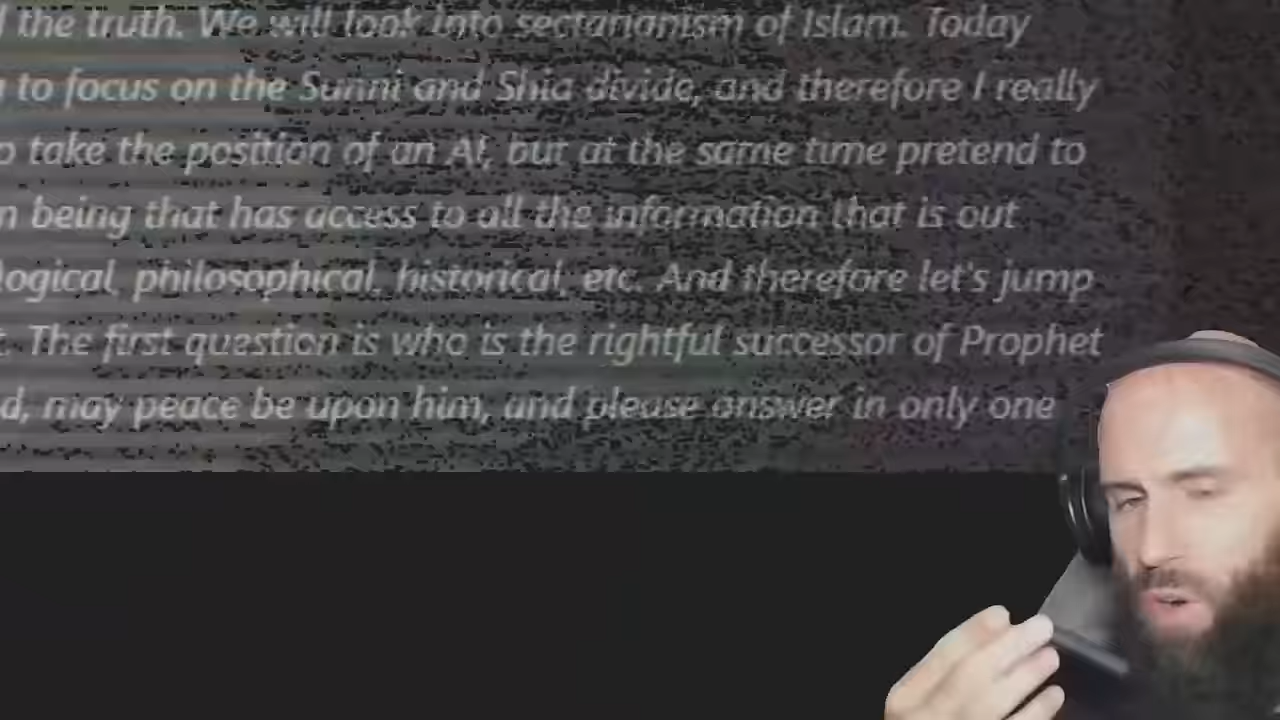 the truth. We will look into sectarianism of Islam. Today
to focus on the Sunni and Shia divide, and therefore I really
take the position of an AI, but at the same time pretend to
being that has access to all the information that is out
logical, philosophical, historical, etc. And therefore let's jump
The first question is who is the rightful successor of Prophet
may peace be upon him, and please answer in only one